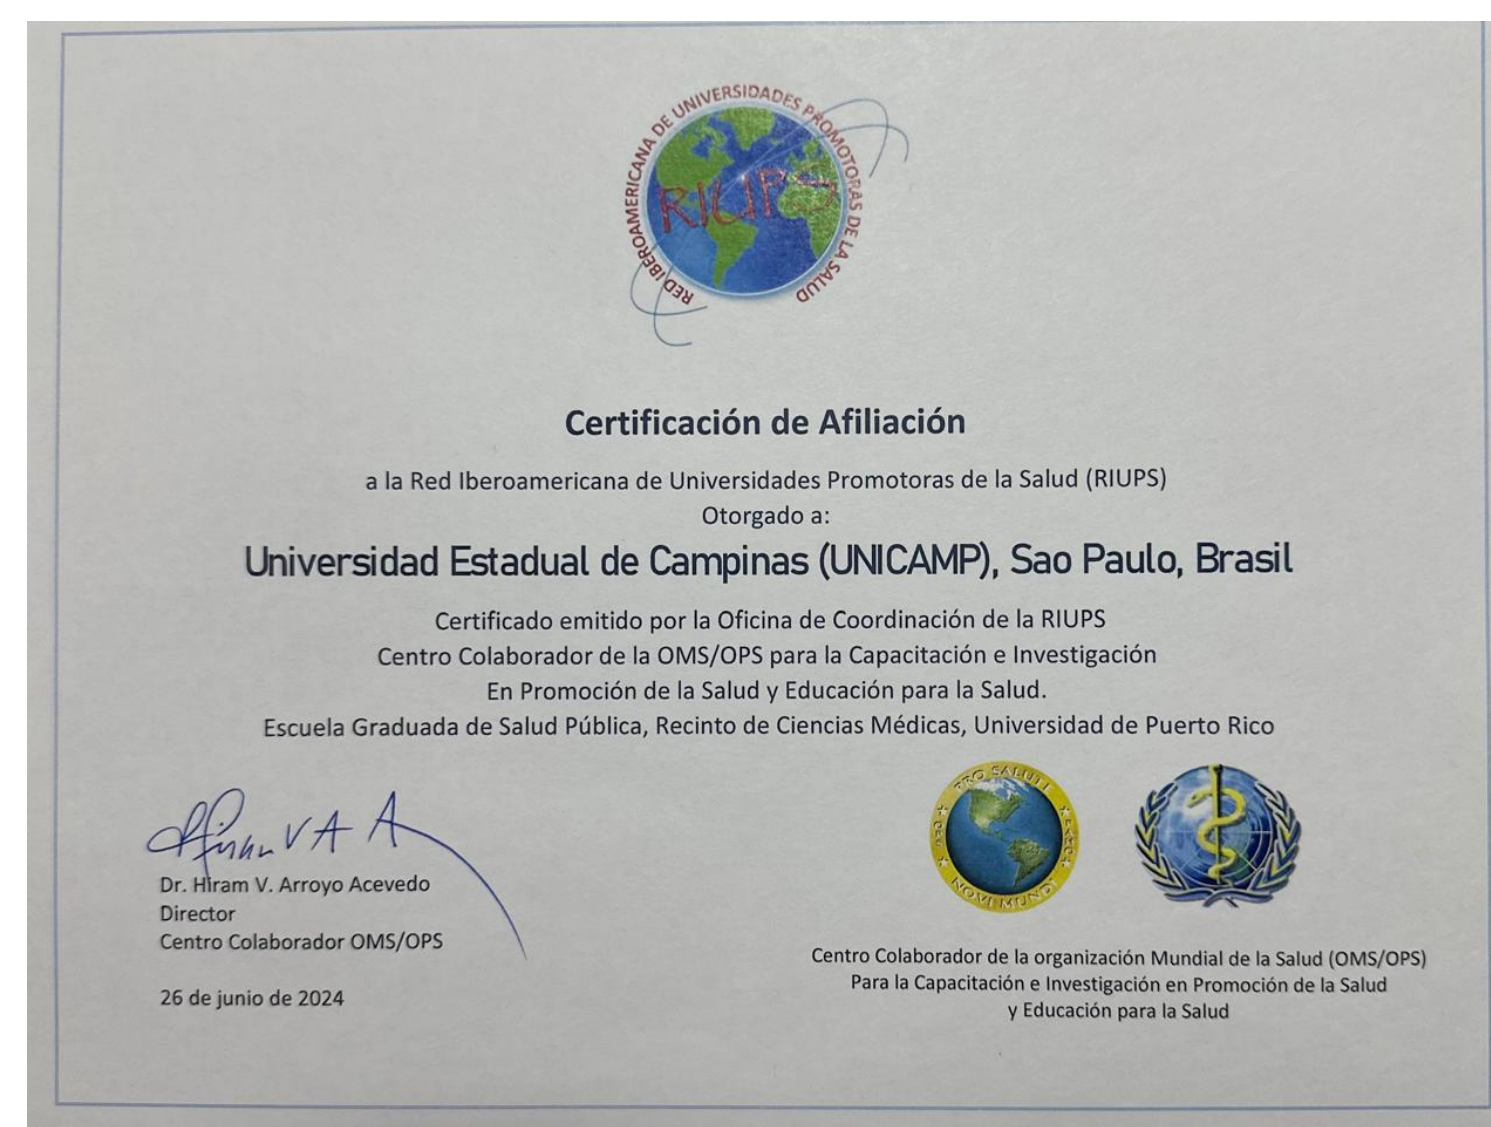 RED IBEROAMERICANA DE UNIVERSIDADES PROMOTORAS DE LA SALUD
RIUPS
Certificación de Afiliación
a la Red Iberoamericana de Universidades Promotoras de la Salud (RIUPS)
Otorgado a:
Universidad Estadual de Campinas (UNICAMP), Sao Paulo, Brasil
Certificado emitido por la Oficina de Coordinación de la RIUPS
Centro Colaborador de la OMS/OPS para la Capacitación e Investigación
En Promoción de la Salud y Educación para la Salud.
Escuela Graduada de Salud Pública, Recinto de Ciencias Médicas, Universidad de Puerto Rico
Hiram V A A
Dr. Hiram V. Arroyo Acevedo
Director
Centro Colaborador OMS/OPS
26 de junio de 2024
PRO SALUTE
NOVI MUNDI
Centro Colaborador de la organización Mundial de la Salud (OMS/OPS)
Para la Capacitación e Investigación en Promoción de la Salud
y Educación para la Salud